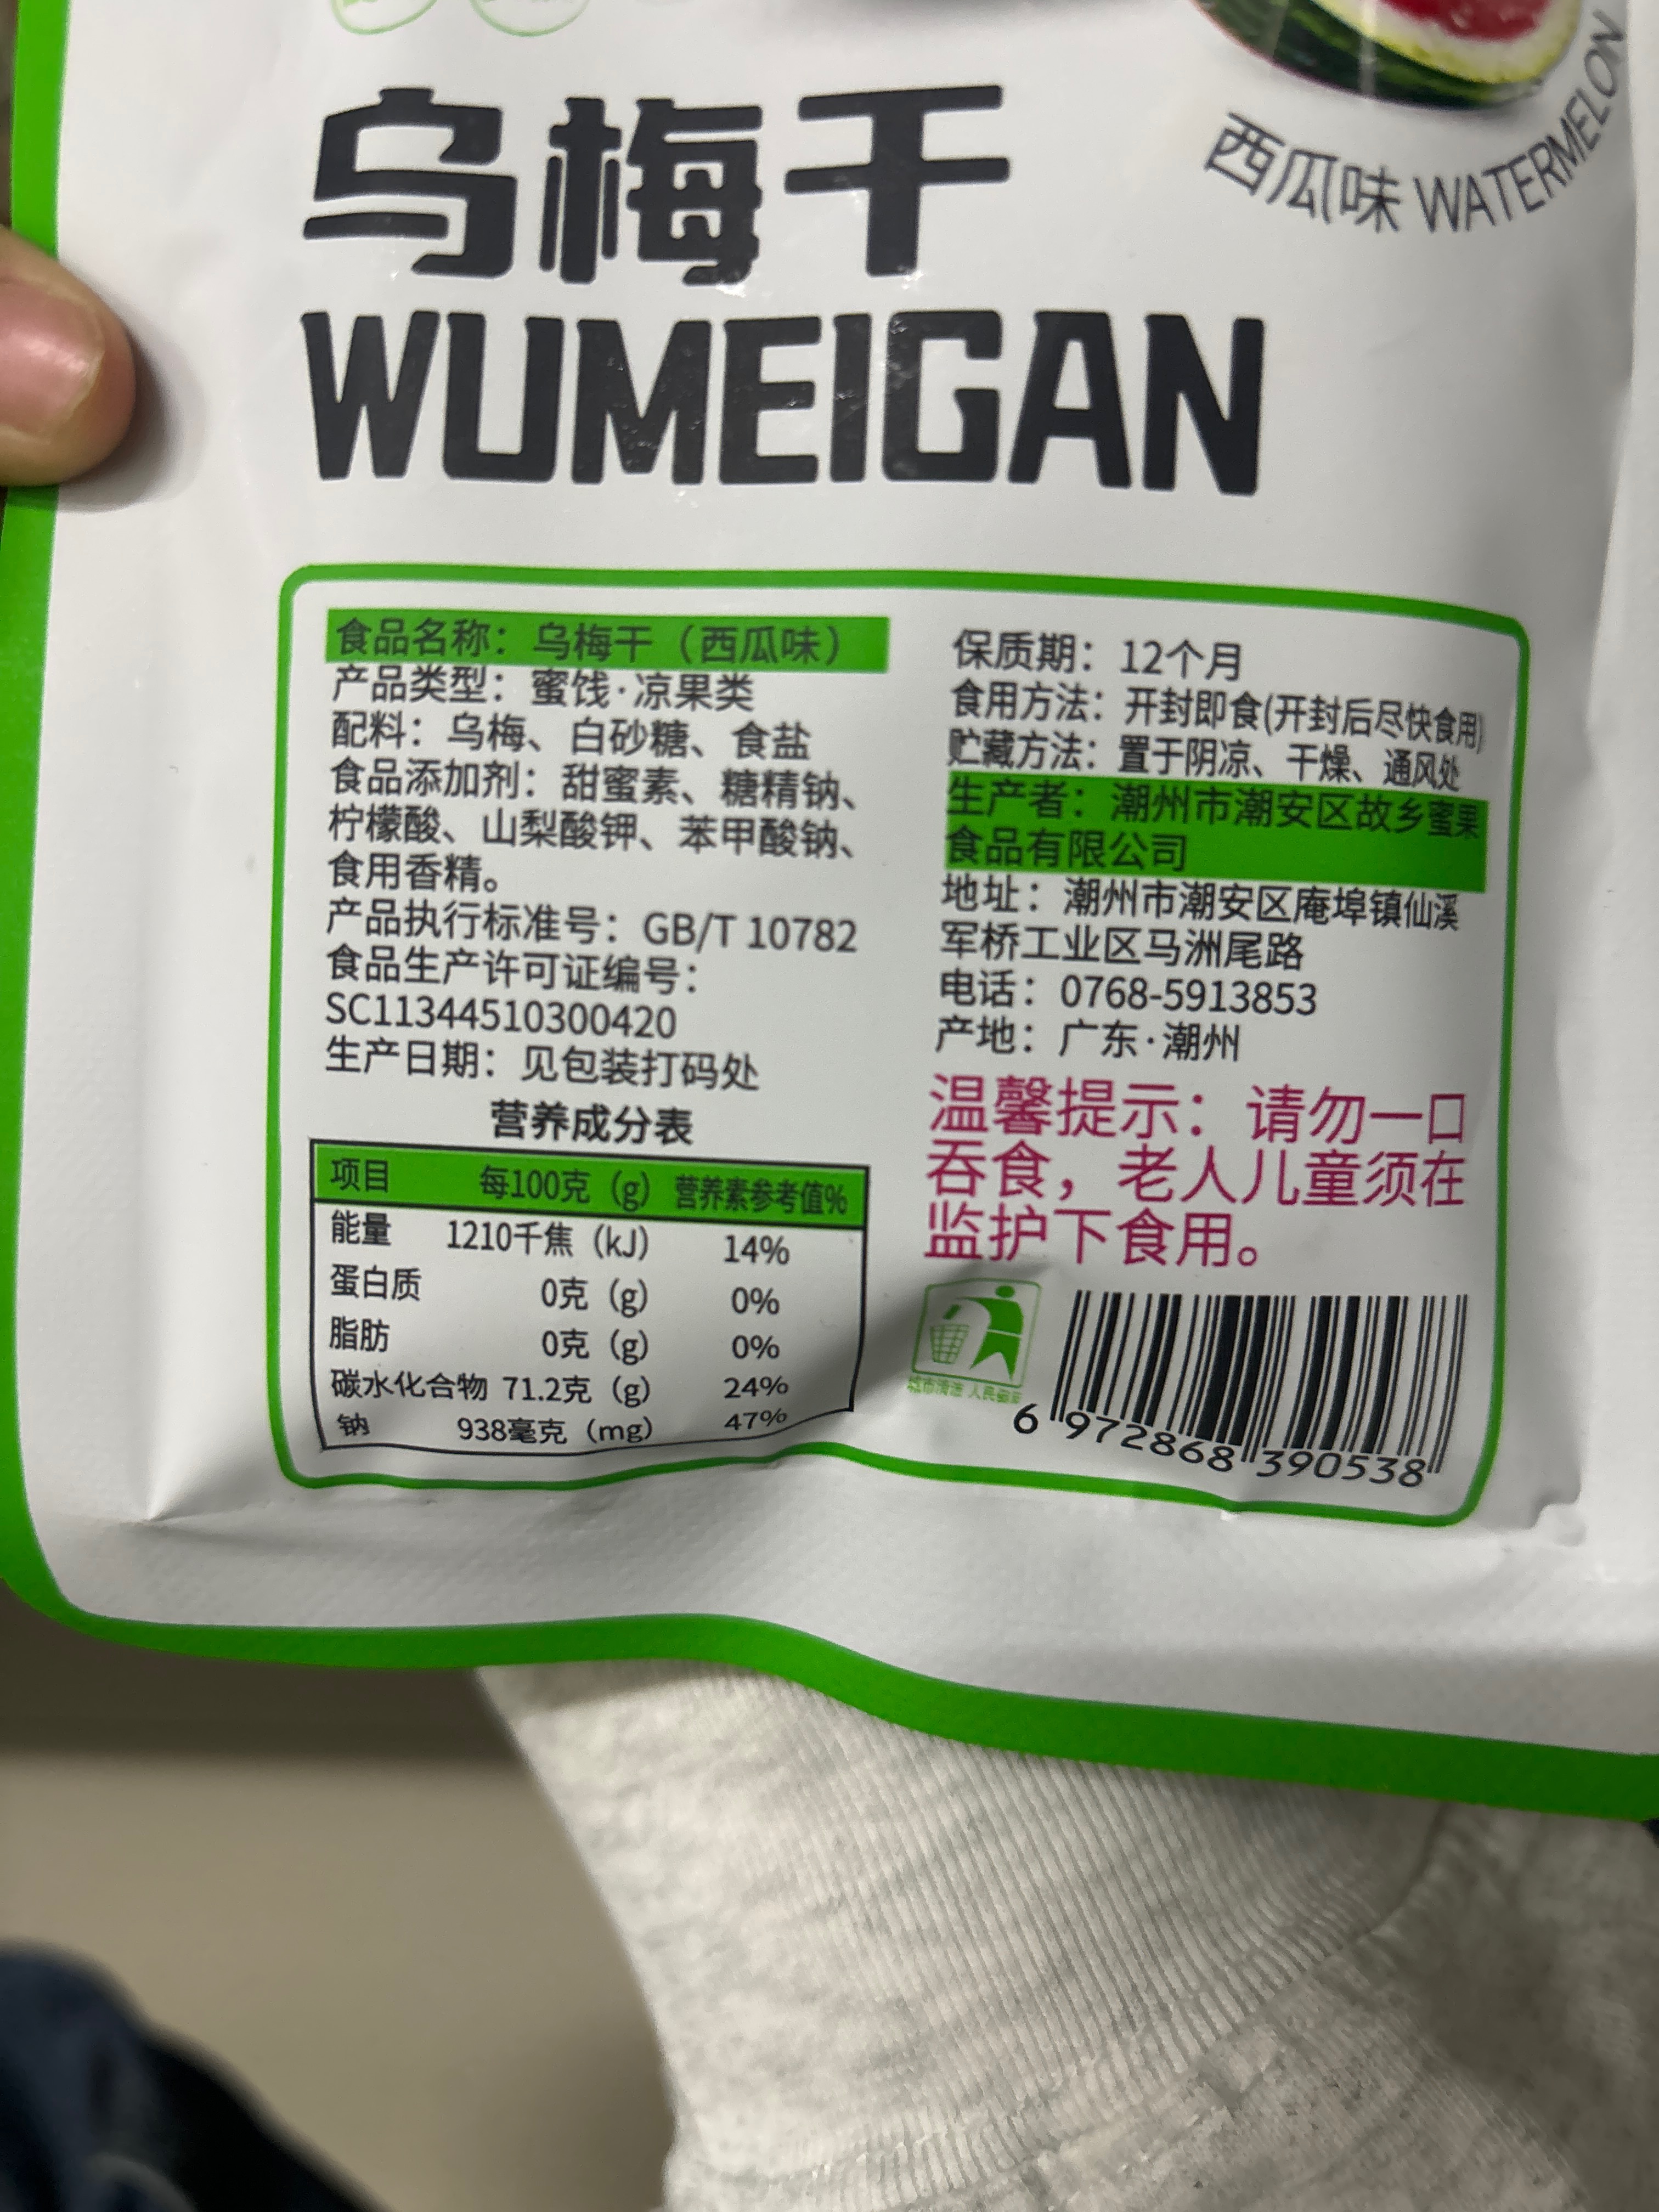 西瓜味 WATERMELON
乌梅干
WUMEIGAN
食品名称：乌梅干（西瓜味）
产品类型：蜜饯·凉果类
配料：乌梅、白砂糖、食盐
食品添加剂：甜蜜素、糖精钠、
柠檬酸、山梨酸钾、苯甲酸钠、
食用香精。
产品执行标准号：GB/T 10782
食品生产许可证编号：
SC11344510300420
生产日期：见包装打码处
营养成分表
项目 每100克（g） 营养素参考值%
能量 1210千焦（kJ） 14%
蛋白质 0克（g） 0%
脂肪 0克（g） 0%
碳水化合物 71.2克（g） 24%
钠 938毫克（mg） 47%
保质期：12个月
食用方法：开封即食(开封后尽快食用)
贮藏方法：置于阴凉、干燥、通风处
生产者：潮州市潮安区故乡蜜果
食品有限公司
地址：潮州市潮安区庵埠镇仙溪
军桥工业区马洲尾路
电话：0768-5913853
产地：广东·潮州
温馨提示：请勿一口
吞食，老人儿童须在
监护下食用。
城市清洁 人民
6 972868 390538